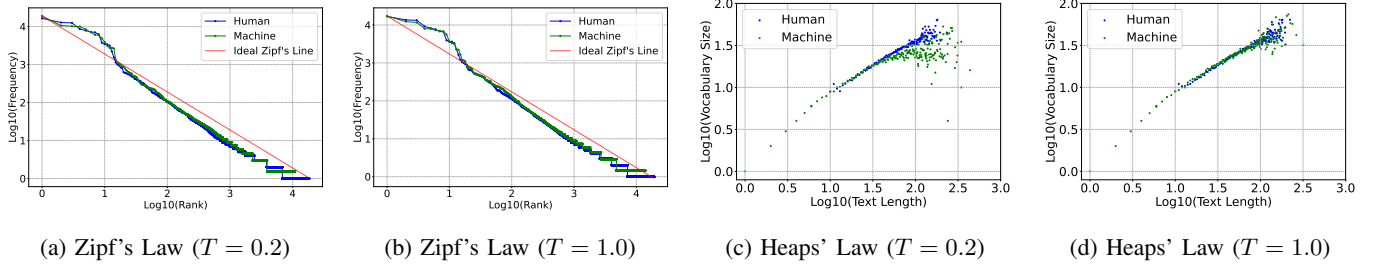 Human
Machine
Ideal Zipf's Line
Log10(Frequency)
4
3
2
1
0
0
1
2
3
4
Log10(Rank)
(a) Zipf's Law (T = 0.2)
Human
Machine
Ideal Zipf's Line
Log10(Frequency)
4
3
2
1
0
0
1
2
3
4
Log10(Rank)
(b) Zipf's Law (T = 1.0)
Human
Machine
Log10(Vocabulary Size)
2.0
1.5
1.0
0.5
0.0
0.0
0.5
1.0
1.5
2.0
2.5
3.0
Log10(Text Length)
(c) Heaps' Law (T = 0.2)
Human
Machine
Log10(Vocabulary Size)
2.0
1.5
1.0
0.5
0.0
0.0
0.5
1.0
1.5
2.0
2.5
3.0
Log10(Text Length)
(d) Heaps' Law (T = 1.0)